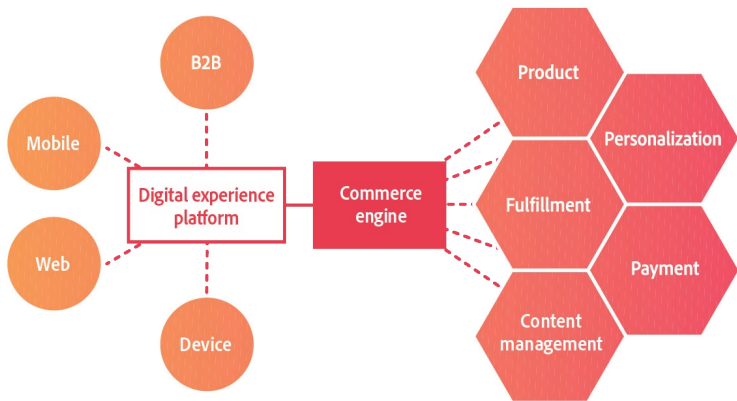 B2B
Mobile
Web
Device
Digital experience
platform
Commerce
engine
Product
Personalization
Fulfillment
Payment
Content
management